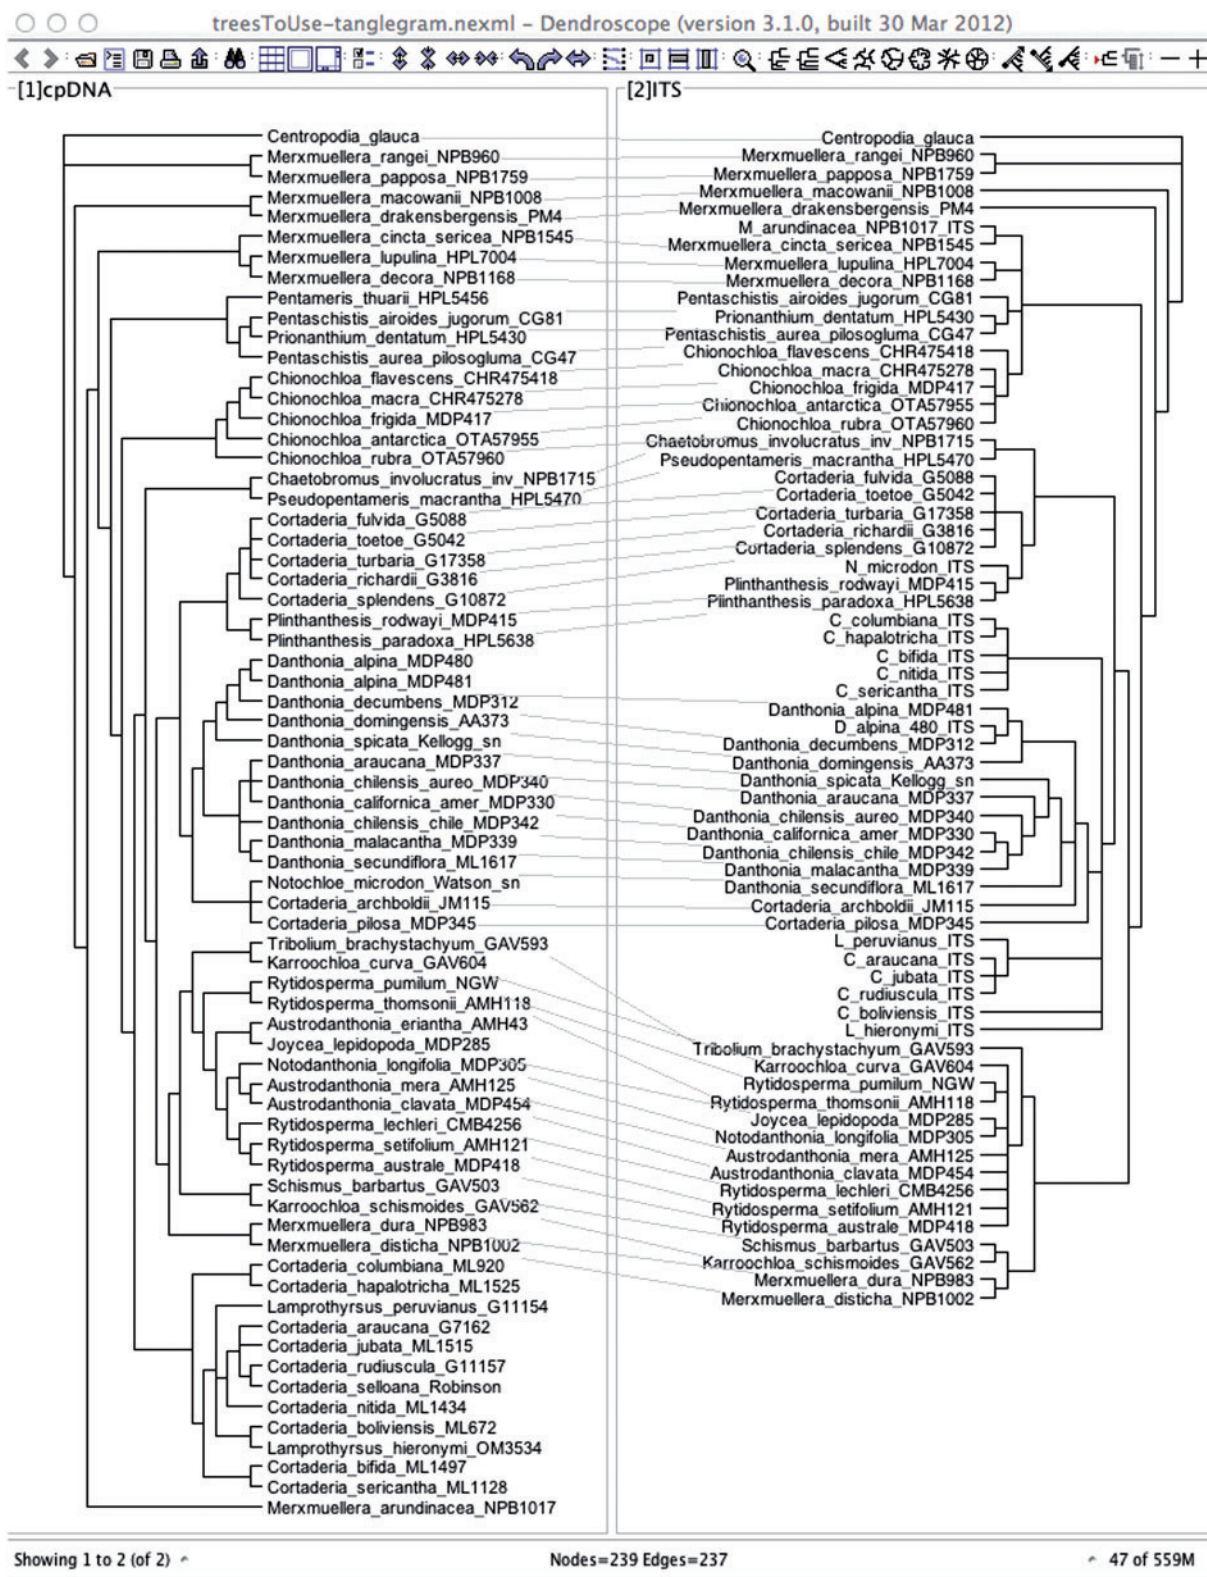 treesToUse-tanglegram.nexml – Dendroscope (version 3.1.0, built 30 Mar 2012)
[1]cpDNA
Centropodia_glauca
Merxmuellera_rangei_NPB960
Merxmuellera_papposa_NPB1759
Merxmuellera_macowanii_NPB1008
Merxmuellera_drakensbergensis_PM4
Merxmuellera_cincta_sericea_NPB1545
Merxmuellera_lupulina_HPL7004
Merxmuellera_decora_NPB1168
Pentameris_thuarii_HPL5456
Pentaschistis_airoides_jugorum_CG81
Prionanthium_dentatum_HPL5430
Pentaschistis_aurea_pilosogluma_CG47
Chionochloa_flavescens_CHR475418
Chionochloa_macra_CHR475278
Chionochloa_frigida_MDP417
Chionochloa_antarctica_OTA57955
Chionochloa_rubra_OTA57960
Chaetobromus_involucratus_inv_NPB1715
Pseudopentameris_macrantha_HPL5470
Cortaderia_fulvida_G5088
Cortaderia_toetoe_G5042
Cortaderia_turbaria_G17358
Cortaderia_richardii_G3816
Cortaderia_splendens_G10872
Plinthanthesis_rodwayi_MDP415
Plinthanthesis_paradoxa_HPL5638
Danthonia_alpina_MDP480
Danthonia_alpina_MDP481
Danthonia_decumbens_MDP312
Danthonia_domingensis_AA373
Danthonia_spicata_Kellogg_sn
Danthonia_araucana_MDP337
Danthonia_chilensis_aureo_MDP340
Danthonia_californica_amer_MDP330
Danthonia_chilensis_chile_MDP342
Danthonia_malacantha_MDP339
Danthonia_secundiflora_ML1617
Notochloe_microdon_Watson_sn
Cortaderia_archboldii_JM115
Cortaderia_pilosa_MDP345
Tribolium_brachystachyum_GAV593
Karroochloa_curva_GAV604
Rytidosperma_pumilum_NGW
Rytidosperma_thomsonii_AMH118
Austrodanthonia_eriantha_AMH43
Joycea_lepidopoda_MDP285
Notodanthonia_longifolia_MDP305
Austrodanthonia_mera_AMH125
Austrodanthonia_clavata_MDP454
Rytidosperma_lechleri_CMB4256
Rytidosperma_setifolium_AMH121
Rytidosperma_australe_MDP418
Schismus_barbartus_GAV503
Karroochloa_schismoides_GAV562
Merxmuellera_dura_NPB983
Merxmuellera_disticha_NPB1002
Cortaderia_columbiana_ML920
Cortaderia_hapalotricha_ML1525
Lamprothyrsus_peruvianus_G11154
Cortaderia_araucana_G7162
Cortaderia_jubata_ML1515
Cortaderia_rudiuscula_G11157
Cortaderia_selloana_Robinson
Cortaderia_nitida_ML1434
Cortaderia_boliviensis_ML672
Lamprothyrsus_hieronymi_OM3534
Cortaderia_bifida_ML1497
Cortaderia_sericantha_ML1128
Merxmuellera_arundinacea_NPB1017
[2]ITS
Centropodia_glauca
Merxmuellera_rangei_NPB960
Merxmuellera_papposa_NPB1759
Merxmuellera_macowanii_NPB1008
Merxmuellera_drakensbergensis_PM4
M_arundinacea_NPB1017_ITS
Merxmuellera_cincta_sericea_NPB1545
Merxmuellera_lupulina_HPL7004
Merxmuellera_decora_NPB1168
Pentaschistis_airoides_jugorum_CG81
Prionanthium_dentatum_HPL5430
Pentaschistis_aurea_pilosogluma_CG47
Chionochloa_flavescens_CHR475418
Chionochloa_macra_CHR475278
Chionochloa_frigida_MDP417
Chionochloa_antarctica_OTA57955
Chionochloa_rubra_OTA57960
Chaetobromus_involucratus_inv_NPB1715
Pseudopentameris_macrantha_HPL5470
Cortaderia_fulvida_G5088
Cortaderia_toetoe_G5042
Cortaderia_turbaria_G17358
Cortaderia_richardii_G3816
Cortaderia_splendens_G10872
N_microdon_ITS
Plinthanthesis_rodwayi_MDP415
Plinthanthesis_paradoxa_HPL5638
C_columbiana_ITS
C_hapalotricha_ITS
C_bifida_ITS
C_nitida_ITS
C_sericantha_ITS
Danthonia_alpina_MDP481
D_alpina_480_ITS
Danthonia_decumbens_MDP312
Danthonia_domingensis_AA373
Danthonia_spicata_Kellogg_sn
Danthonia_araucana_MDP337
Danthonia_chilensis_aureo_MDP340
Danthonia_californica_amer_MDP330
Danthonia_chilensis_chile_MDP342
Danthonia_malacantha_MDP339
Danthonia_secundiflora_ML1617
Cortaderia_archboldii_JM115
Cortaderia_pilosa_MDP345
L_peruvianus_ITS
C_araucana_ITS
C_jubata_ITS
C_rudiuscula_ITS
C_boliviensis_ITS
L_hieronymi_ITS
Tribolium_brachystachyum_GAV593
Karroochloa_curva_GAV604
Rytidosperma_pumilum_NGW
Rytidosperma_thomsonii_AMH118
Joycea_lepidopoda_MDP285
Notodanthonia_longifolia_MDP305
Austrodanthonia_mera_AMH125
Austrodanthonia_clavata_MDP454
Rytidosperma_lechleri_CMB4256
Rytidosperma_setifolium_AMH121
Rytidosperma_australe_MDP418
Schismus_barbartus_GAV503
Karroochloa_schismoides_GAV562
Merxmuellera_dura_NPB983
Merxmuellera_disticha_NPB1002
Showing 1 to 2 (of 2)
Nodes=239 Edges=237
47 of 559M